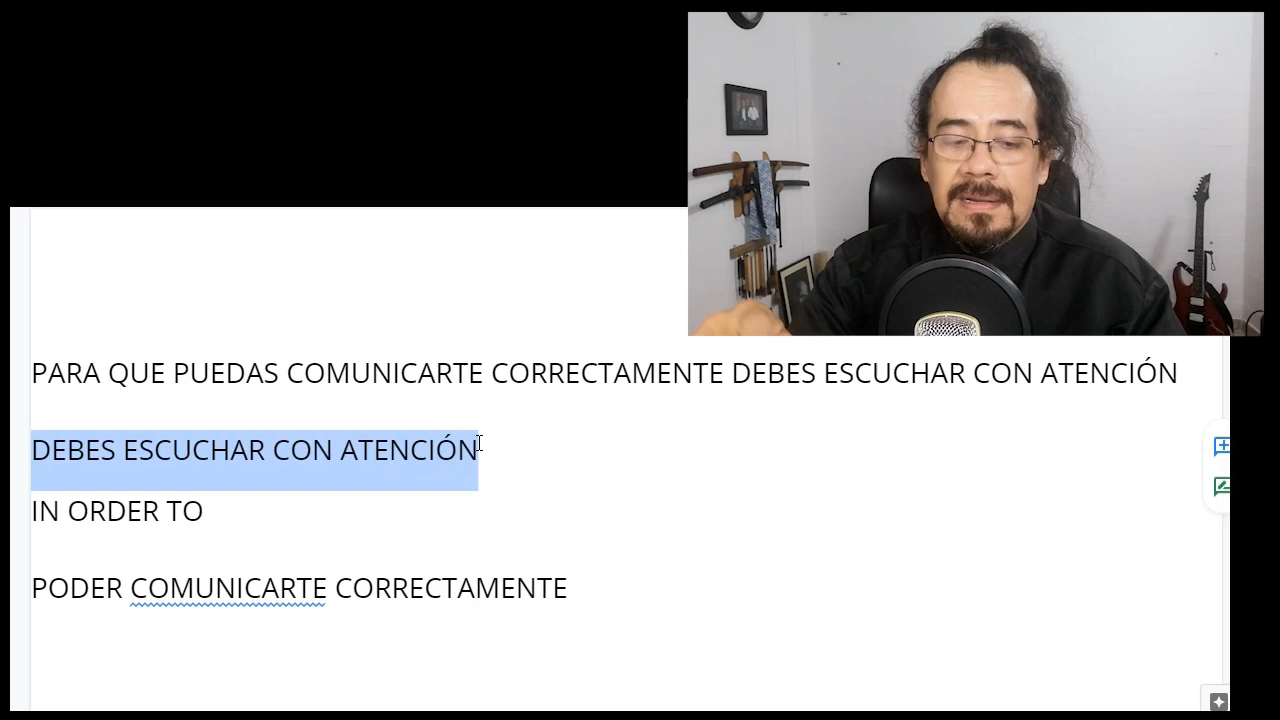 PARA QUE PUEDAS COMUNICARTE CORRECTAMENTE DEBES ESCUCHAR CON ATENCIÓN
DEBES ESCUCHAR CON ATENCIÓN
IN ORDER TO
PODER COMUNICARTE CORRECTAMENTE